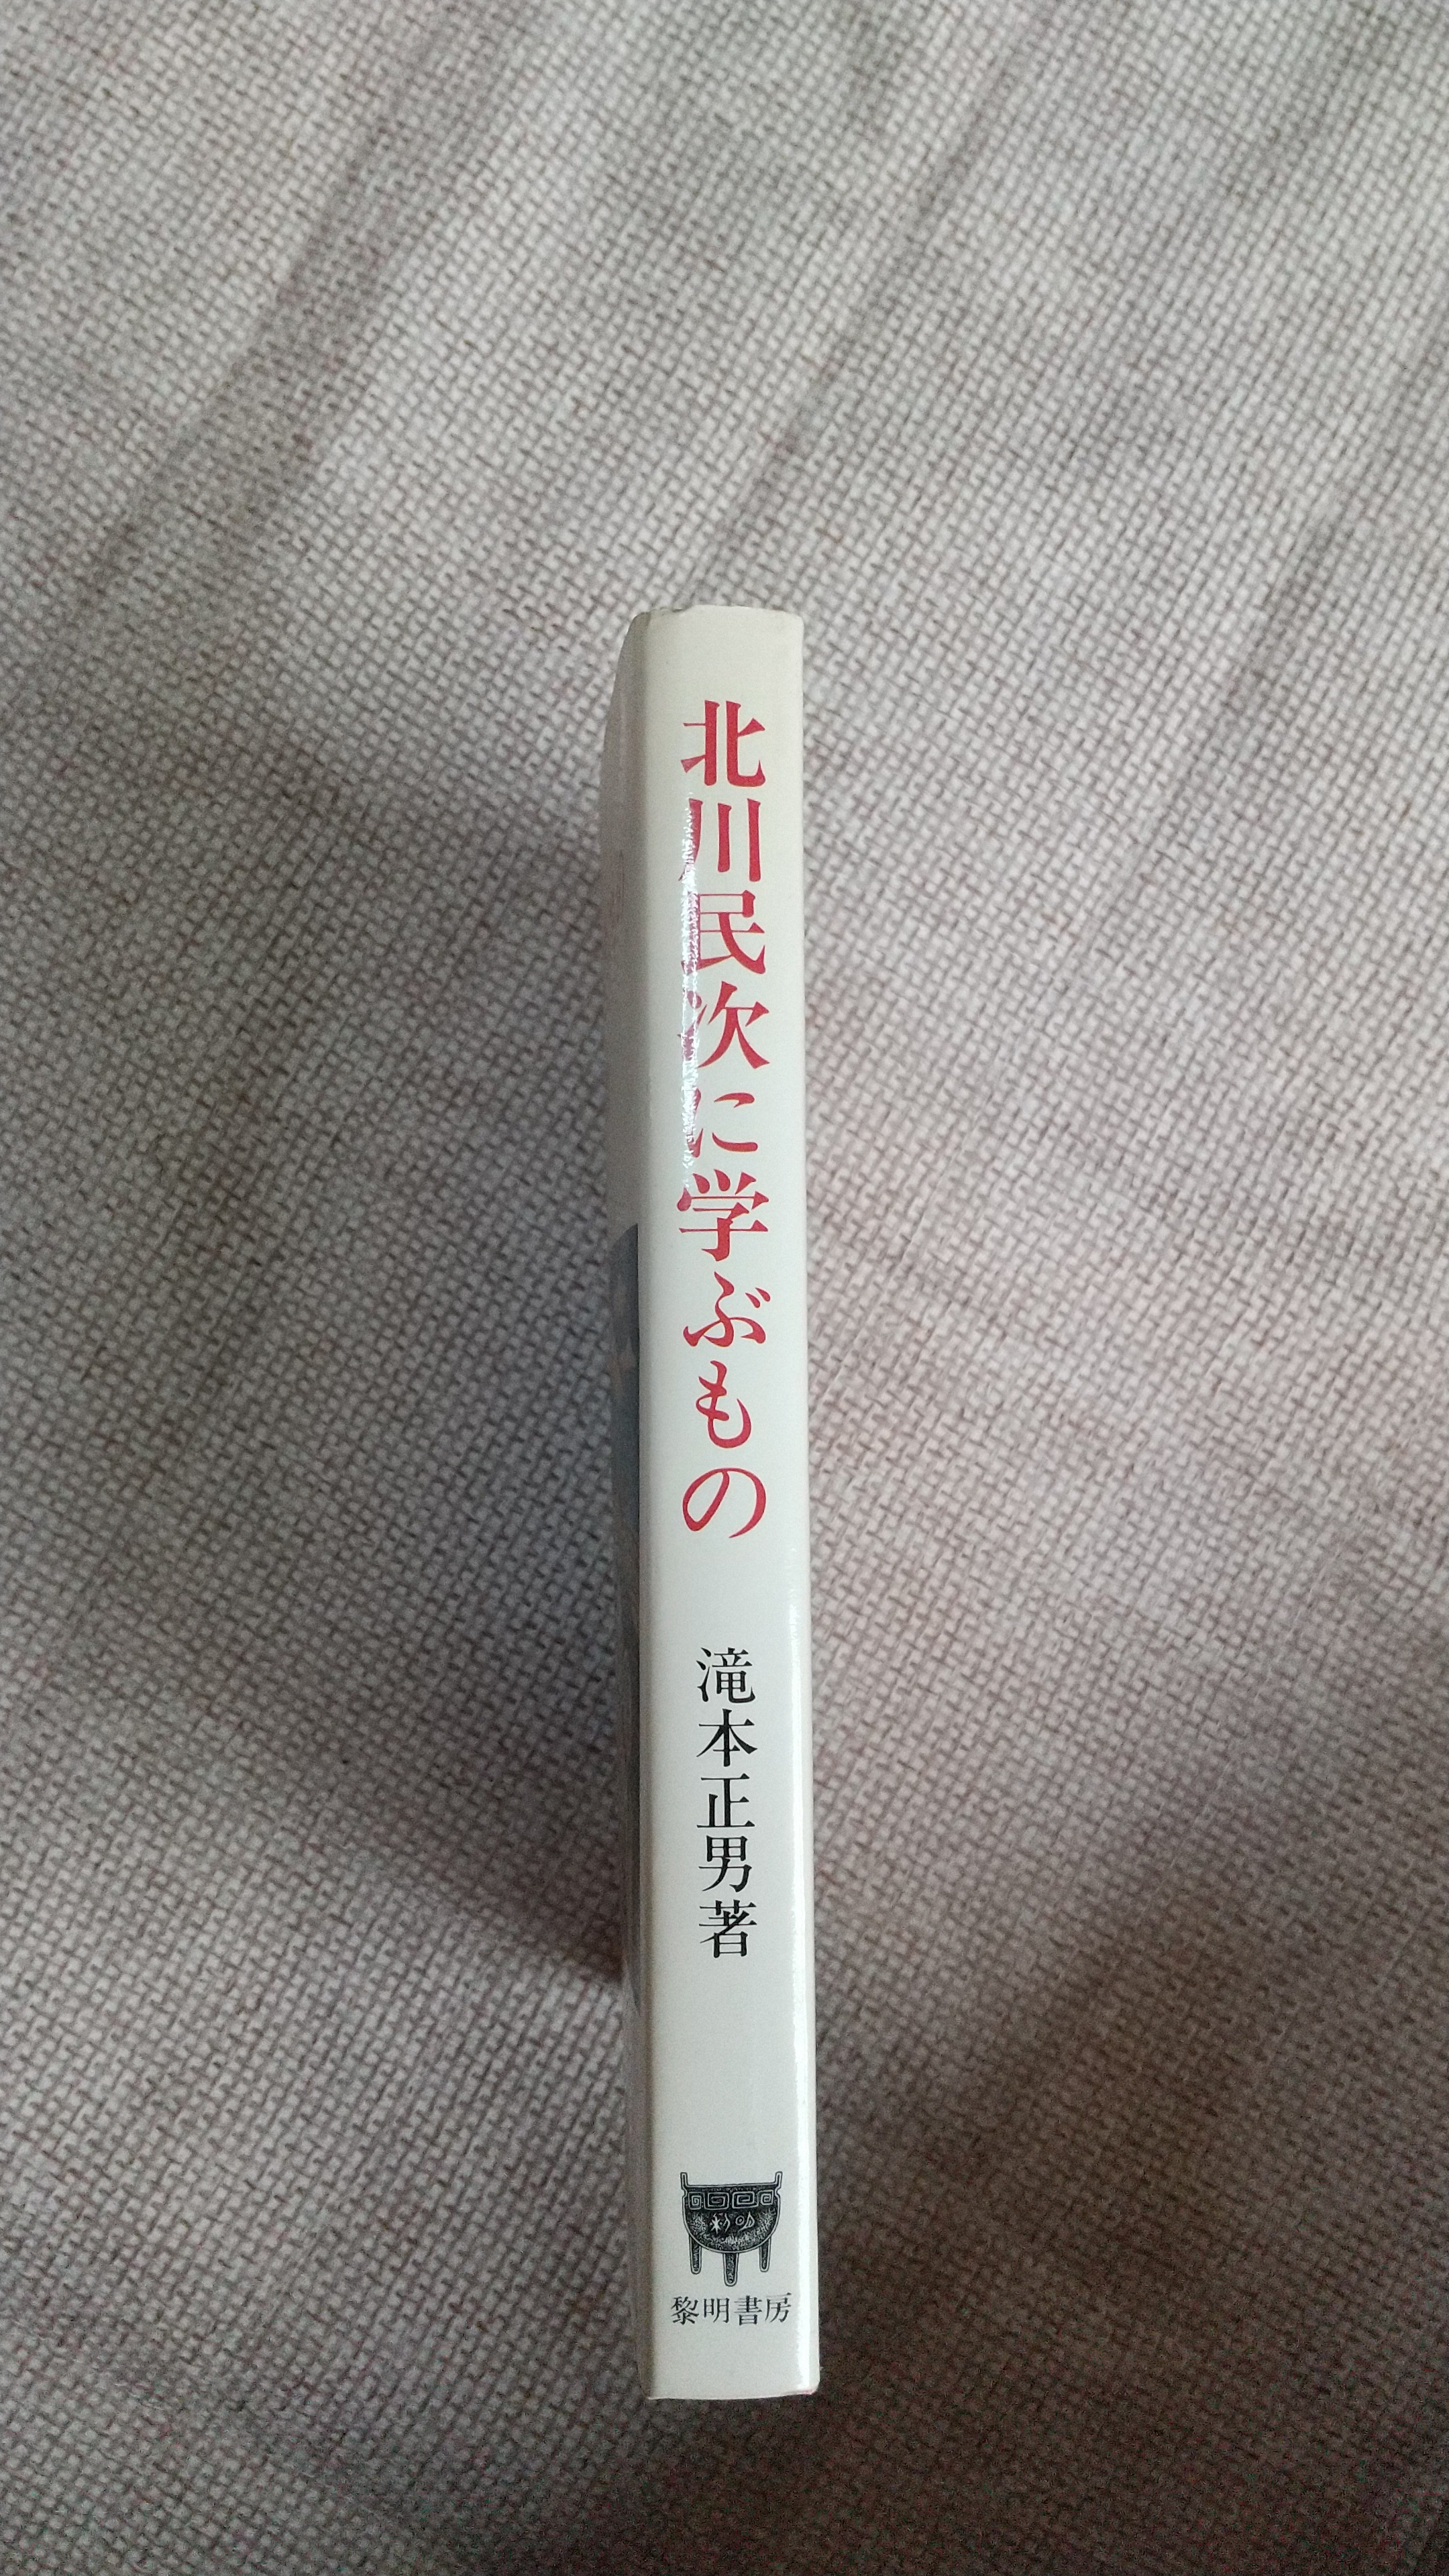 北川民次に学ぶもの
滝本正男著
黎明書房